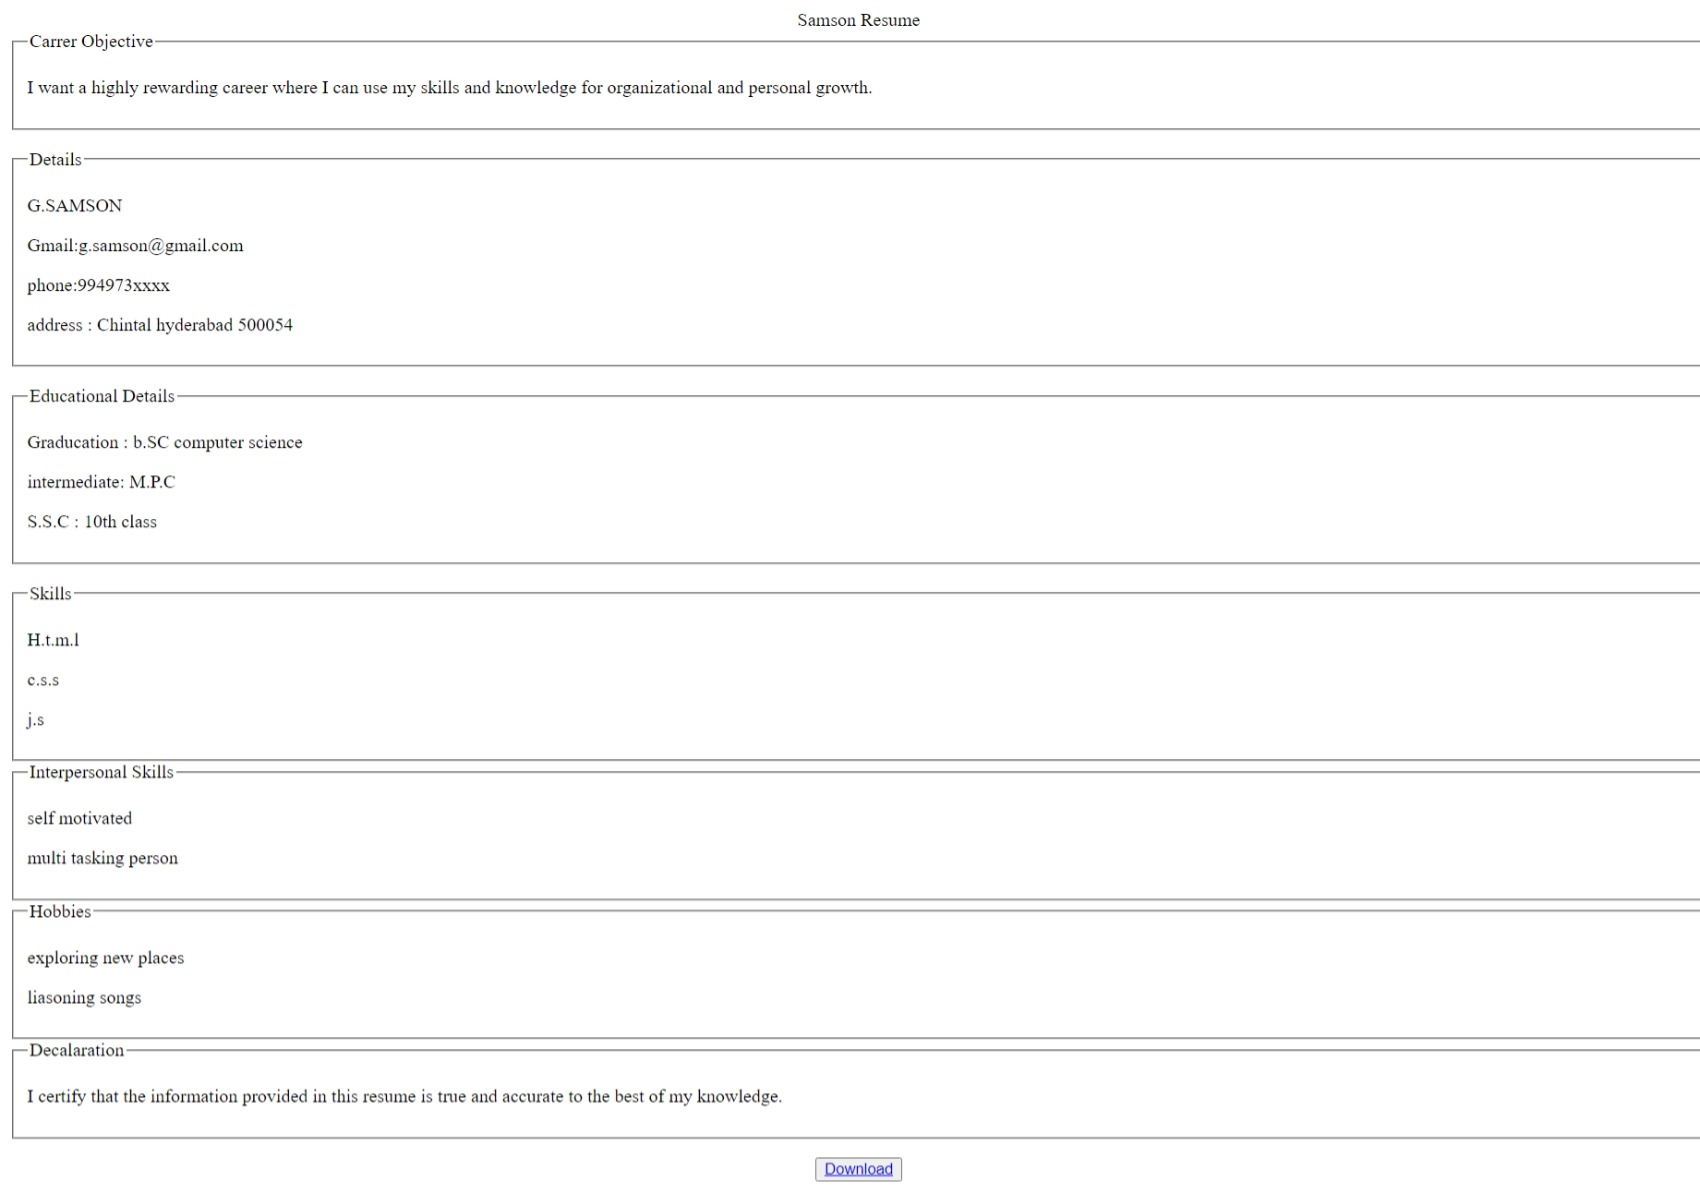 Samson Resume
Carrer Objective
I want a highly rewarding career where I can use my skills and knowledge for organizational and personal growth.
Details
G.SAMSON
Gmail:g.samson@gmail.com
phone:994973xxxx
address : Chintal hyderabad 500054
Educational Details
Graducation : b.SC computer science
intermediate: M.P.C
S.S.C : 10th class
Skills
H.t.m.l
c.s.s
j.s
Interpersonal Skills
self motivated
multi tasking person
Hobbies
exploring new places
liasoning songs
Decalaration
I certify that the information provided in this resume is true and accurate to the best of my knowledge.
Download